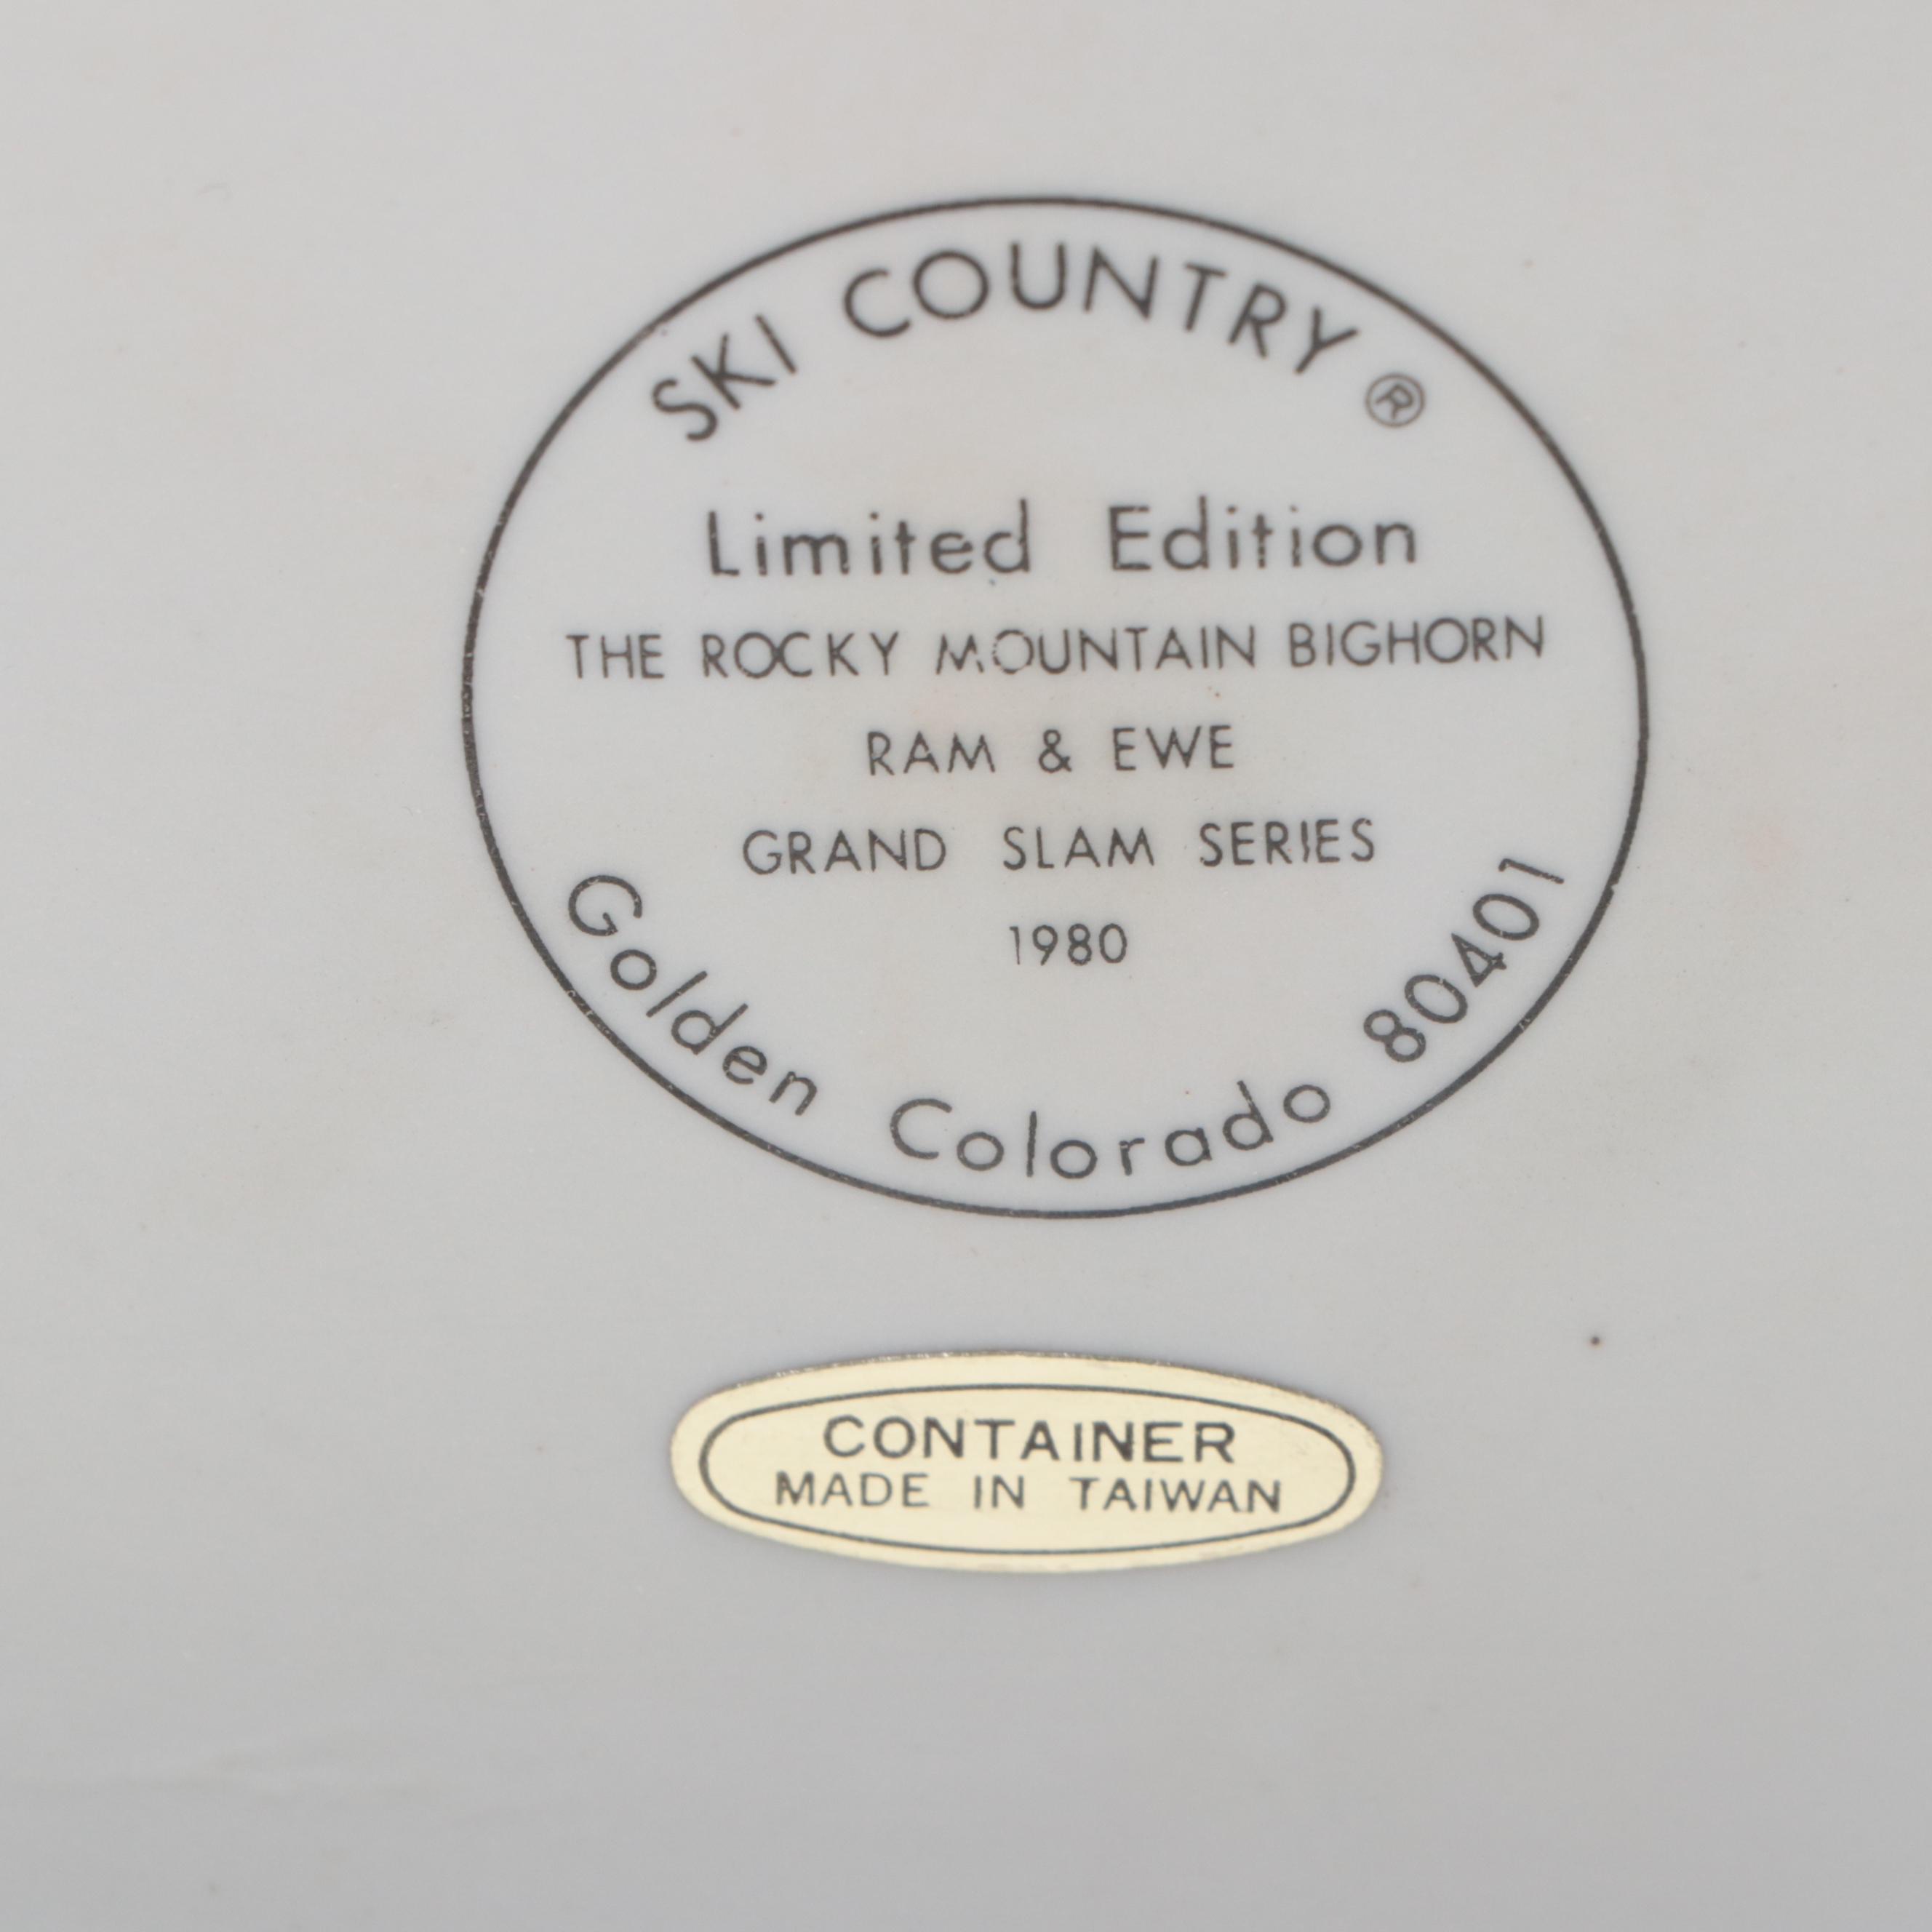 SKI COUNTRY ®
Limited Edition
THE ROCKY MOUNTAIN BIGHORN
RAM & EWE
GRAND SLAM SERIES
1980
Golden Colorado 80401
CONTAINER
MADE IN TAIWAN